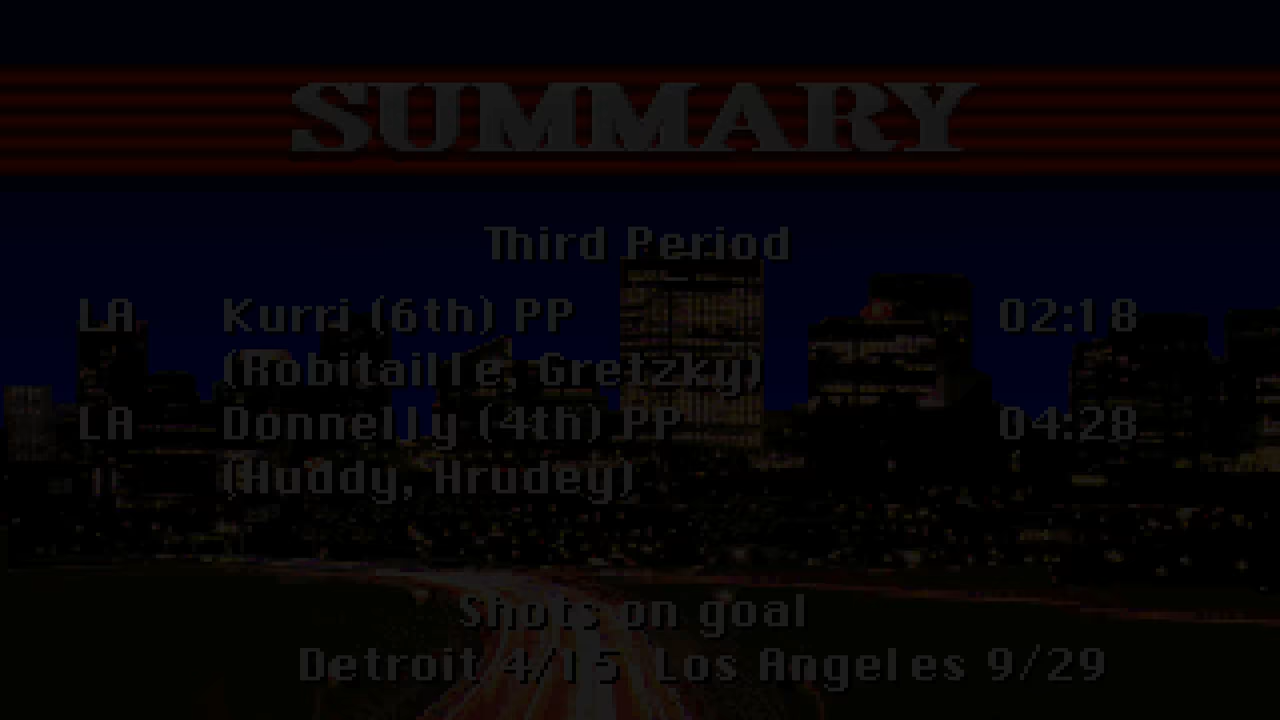 SUMMARY
Third Period
LA Kurri (6th) PP 02:18
(Robitaille, Gretzky)
LA Donnelly (4th) PP 04:28
(Huddy, Hrudey)
Shots on goal
Detroit 4/15 Los Angeles 9/29